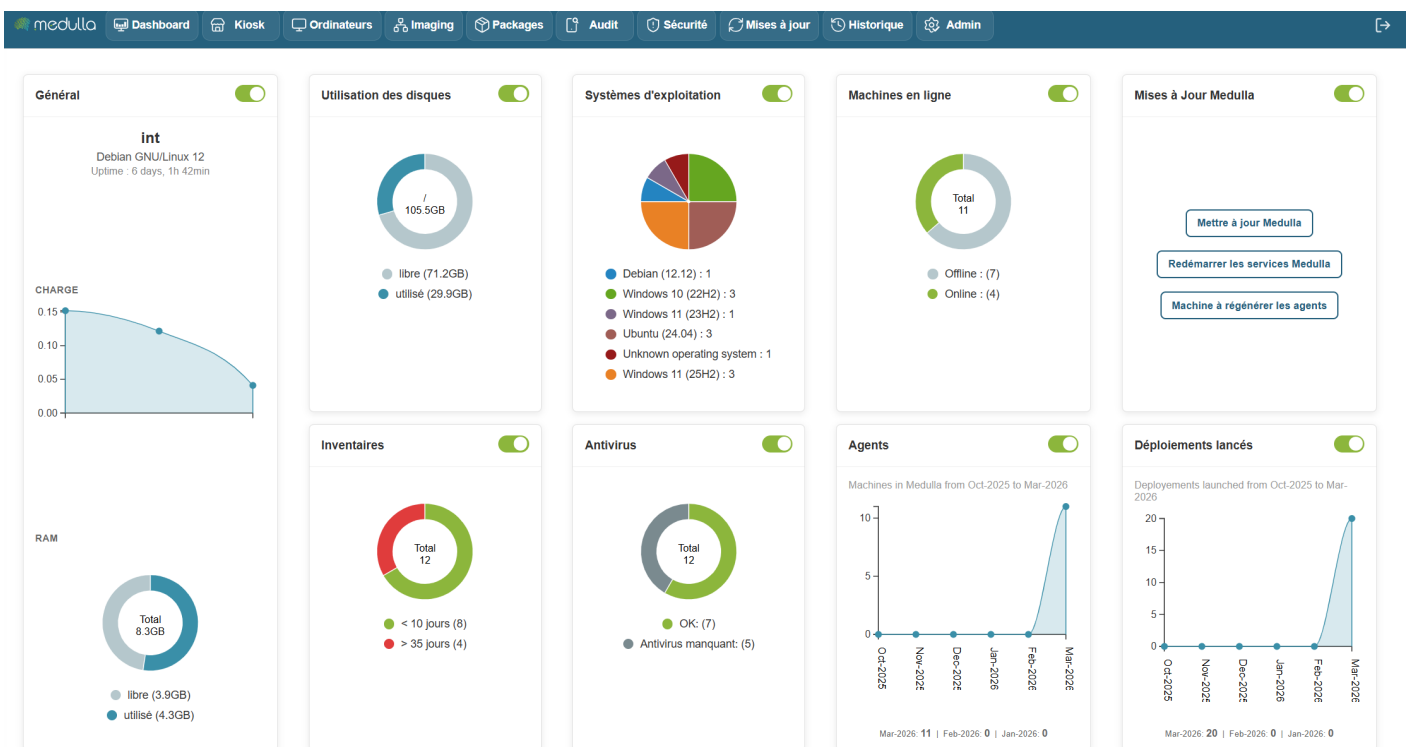 medulla
Dashboard
Kiosk
Ordinateurs
Imaging
Packages
Audit
Sécurité
Mises à jour
Historique
Admin
Général
int
Debian GNU/Linux 12
Uptime : 6 days, 1h 42min
CHARGE
0.15
0.10
0.05
0.00
RAM
Total
8.3GB
libre (3.9GB)
utilisé (4.3GB)
Utilisation des disques
/
105.5GB
libre (71.2GB)
utilisé (29.9GB)
Systèmes d'exploitation
Debian (12.12) : 1
Windows 10 (22H2) : 3
Windows 11 (23H2) : 1
Ubuntu (24.04) : 3
Unknown operating system : 1
Windows 11 (25H2) : 3
Machines en ligne
Total
11
Offline : (7)
Online : (4)
Mises à Jour Medulla
Mettre à jour Medulla
Redémarrer les services Medulla
Machine à régénérer les agents
Inventaires
Total
12
< 10 jours (8)
> 35 jours (4)
Antivirus
Total
12
OK: (7)
Antivirus manquant: (5)
Agents
Machines in Medulla from Oct-2025 to Mar-2026
10
5
0
Oct-2025
Nov-2025
Dec-2025
Jan-2026
Feb-2026
Mar-2026
Mar-2026: 11 | Feb-2026: 0 | Jan-2026: 0
Déploiements lancés
Deployements launched from Oct-2025 to Mar-
2026
20
15
10
5
0
Oct-2025
Nov-2025
Dec-2025
Jan-2026
Feb-2026
Mar-2026
Mar-2026: 20 | Feb-2026: 0 | Jan-2026: 0